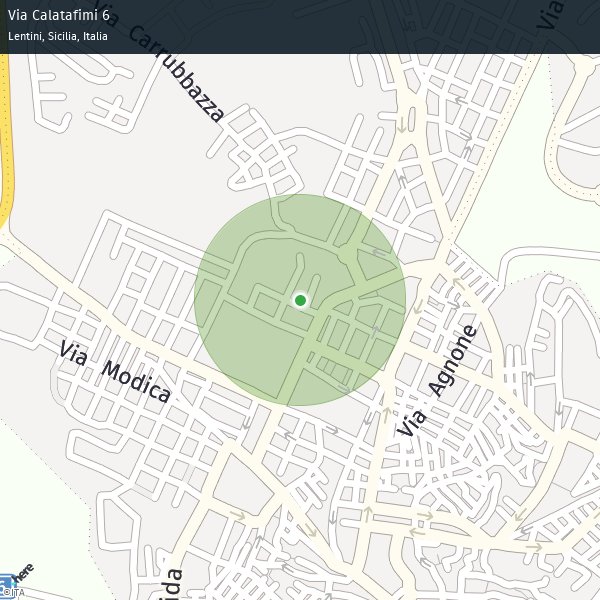 Via Calatafimi 6
Lentini, Sicilia, Italia
Via Carrubbazza
Via
Via Modica
Via Agnone
ida
here
©ITA